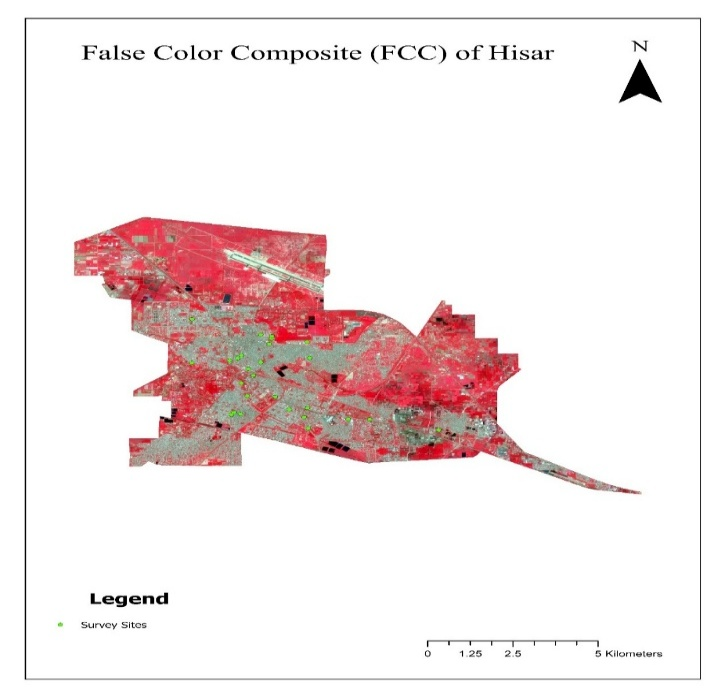 False Color Composite (FCC) of Hisar
N
Legend
Survey Sites
0 1.25 2.5 5 Kilometers